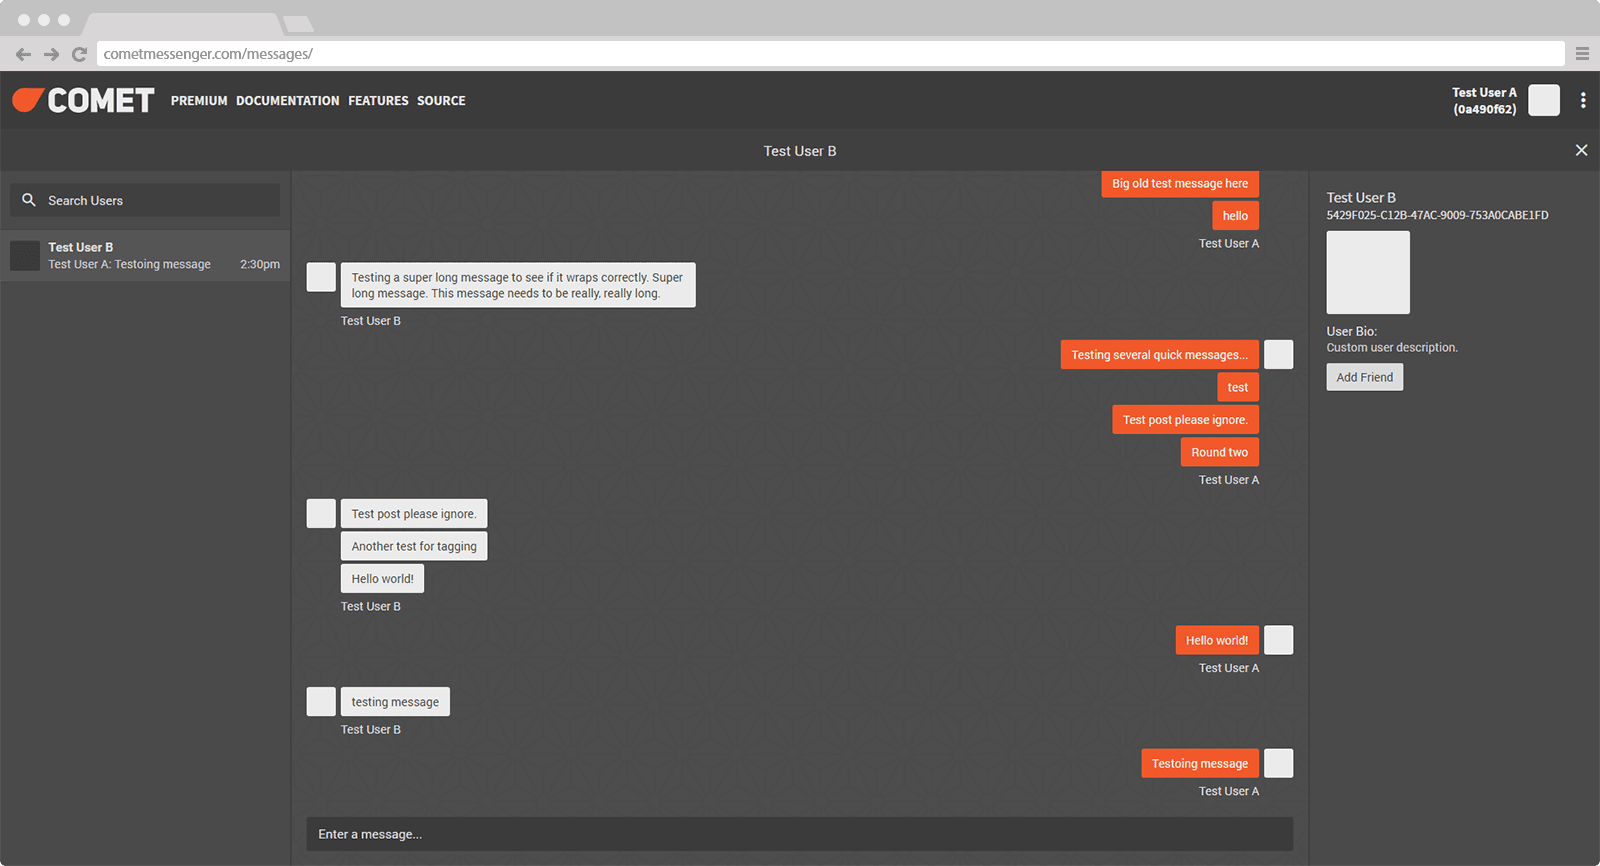 cometmessenger.com/messages/
COMET PREMIUM DOCUMENTATION FEATURES SOURCE
Test User A
(0a490f62)
Test User B
Search Users
Test User B
Test User A: Testoing message 2:30pm
Big old test message here
hello
Test User A
Testing a super long message to see if it wraps correctly. Super
long message. This message needs to be really, really long.
Test User B
Testing several quick messages...
test
Test post please ignore.
Round two
Test User A
Test post please ignore.
Another test for tagging
Hello world!
Test User B
Hello world!
Test User A
testing message
Test User B
Testoing message
Test User A
Enter a message...
Test User B
5429F025-C12B-47AC-9009-753A0CABE1FD
User Bio:
Custom user description.
Add Friend